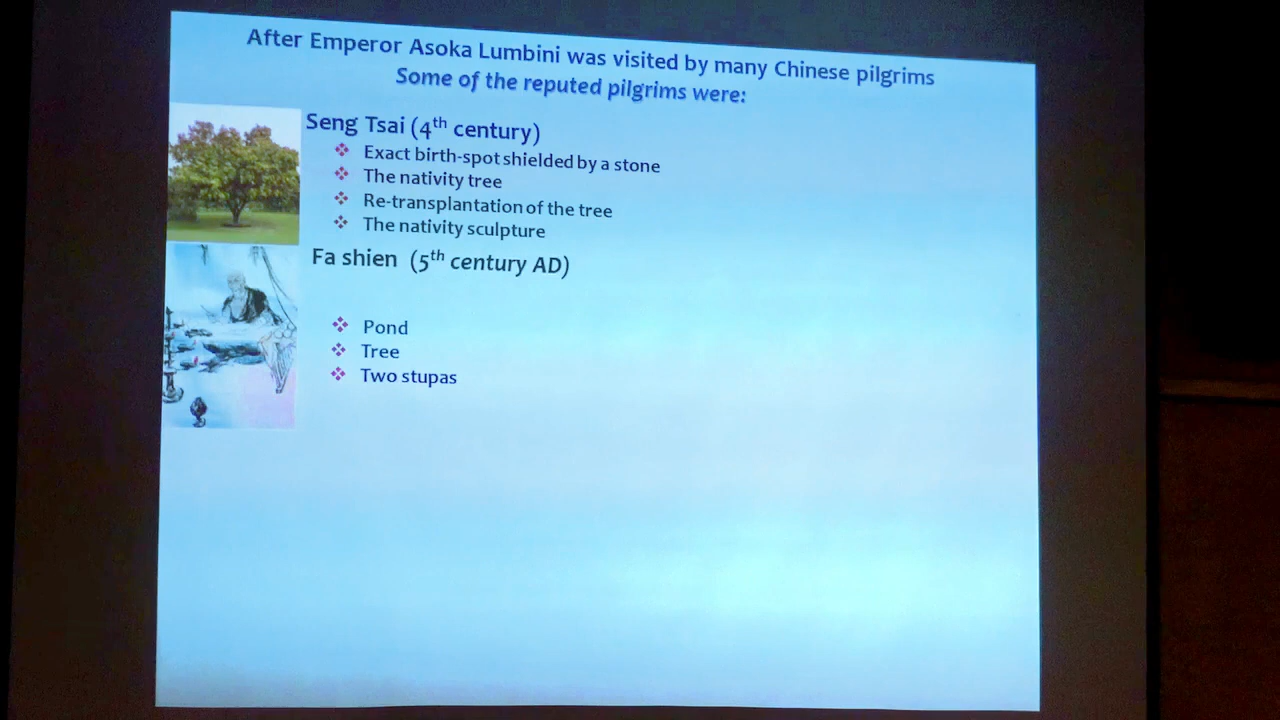 After Emperor Asoka Lumbini was visited by many Chinese pilgrims
Some of the reputed pilgrims were:
Seng Tsai (4th century)
Exact birth-spot shielded by a stone
The nativity tree
Re-transplantation of the tree
The nativity sculpture
Fa shien (5th century AD)
Pond
Tree
Two stupas